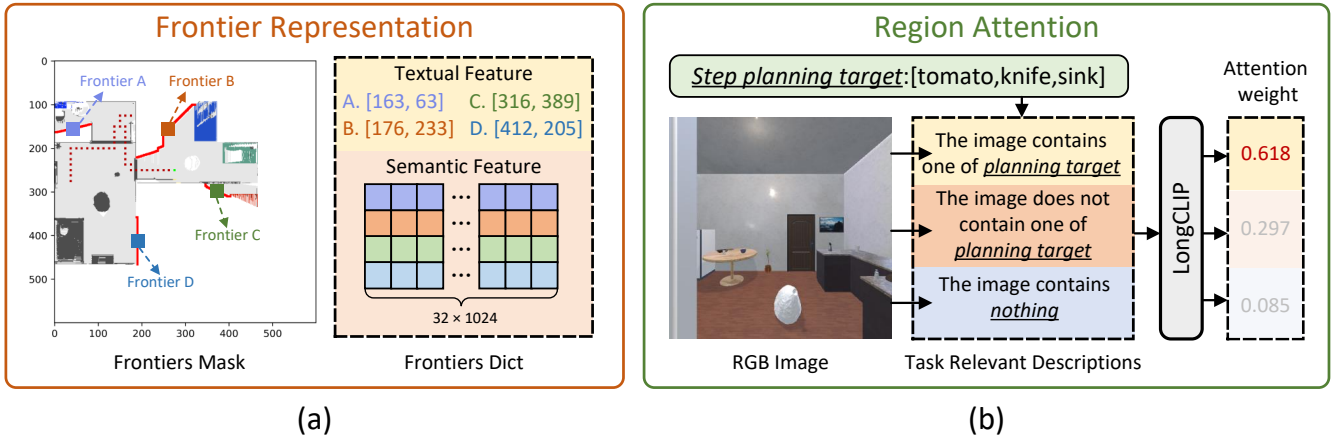 Frontier Representation
0
100
200
300
400
500
0
100
200
300
400
500
Frontier A
Frontier B
Frontier C
Frontier D
Frontiers Mask
Textual Feature
A. [163, 63] C. [316, 389]
B. [176, 233] D. [412, 205]
Semantic Feature
...
...
32 × 1024
Frontiers Dict
(a)
Region Attention
Step planning target:[tomato,knife,sink]
RGB Image
The image contains
one of planning target
The image does not
contain one of
planning target
The image contains
nothing
Task Relevant Descriptions
LongCLIP
Attention
weight
0.618
0.297
0.085
(b)